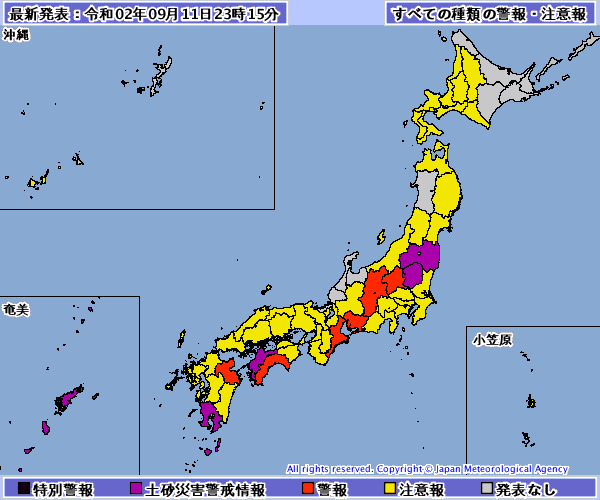 最新発表：令和02年09月11日23時15分
すべての種類の警報・注意報
沖縄
奄美
小笠原
All rights reserved. Copyright © Japan Meteorological Agency
特別警報 土砂災害警戒情報 警報 注意報 発表なし